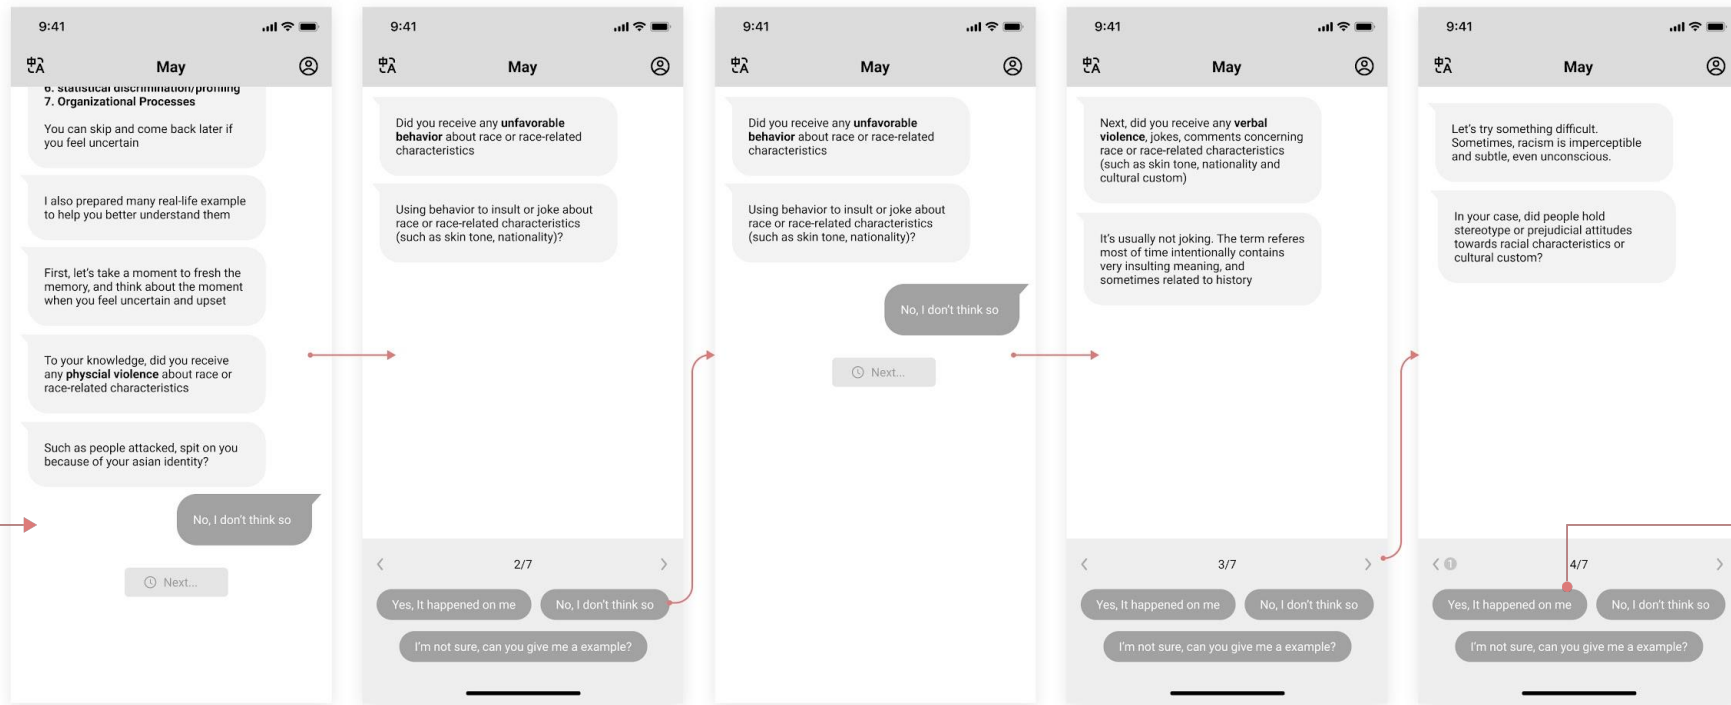 9:41
May
6. statistical discrimination/profiling
7. Organizational Processes
You can skip and come back later if
you feel uncertain
I also prepared many real-life example
to help you better understand them
First, let's take a moment to fresh the
memory, and think about the moment
when you feel uncertain and upset
To your knowledge, did you receive
any physcial violence about race or
race-related characteristics
Such as people attacked, spit on you
because of your asian identity?
No, I don't think so
Next...
9:41
May
Did you receive any unfavorable
behavior about race or race-related
characteristics
Using behavior to insult or joke about
race or race-related characteristics
(such as skin tone, nationality)?
2/7
Yes, It happened on me
No, I don't think so
I'm not sure, can you give me a example?
9:41
May
Did you receive any unfavorable
behavior about race or race-related
characteristics
Using behavior to insult or joke about
race or race-related characteristics
(such as skin tone, nationality)?
No, I don't think so
Next...
9:41
May
Next, did you receive any verbal
violence, jokes, comments concerning
race or race-related characteristics
(such as skin tone, nationality and
cultural custom)
It's usually not joking. The term referes
most of time intentionally contains
very insulting meaning, and
sometimes related to history
3/7
Yes, It happened on me
No, I don't think so
I'm not sure, can you give me a example?
9:41
May
Let's try something difficult.
Sometimes, racism is imperceptible
and subtle, even unconscious.
In your case, did people hold
stereotype or prejudicial attitudes
towards racial characteristics or
cultural custom?
1
4/7
Yes, It happened on me
No, I don't think so
I'm not sure, can you give me a example?